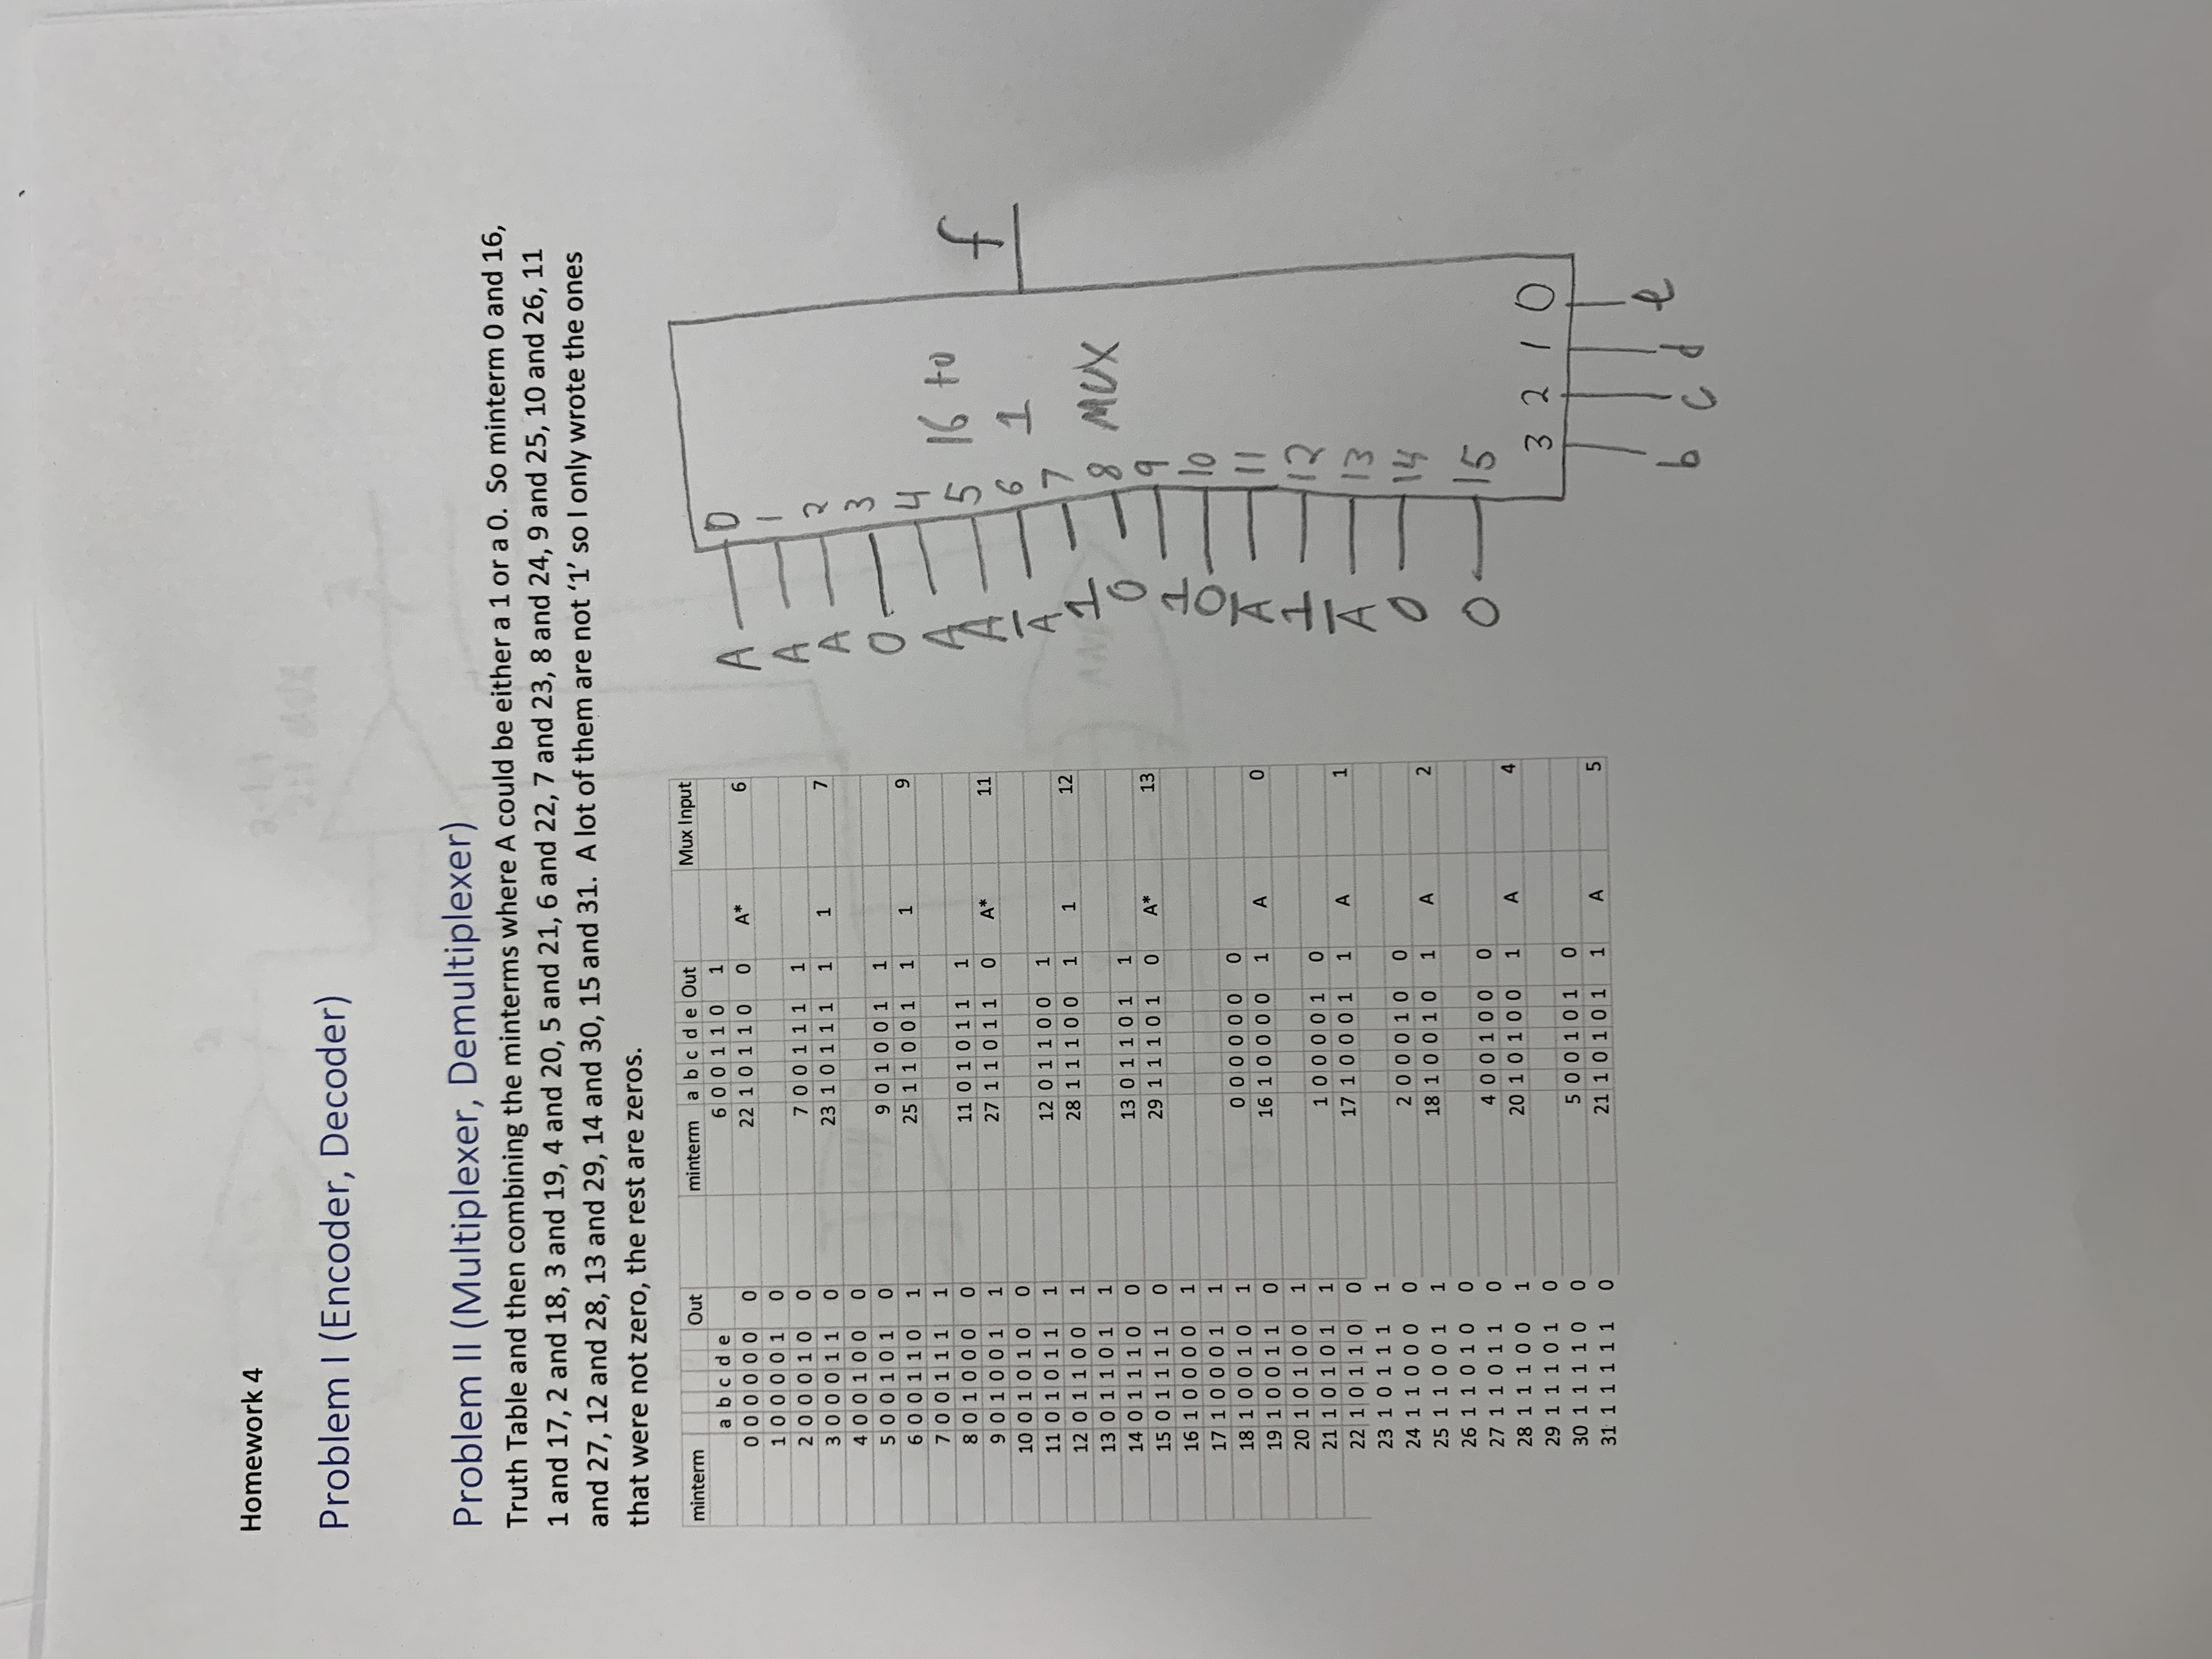 Homework 4
Problem I (Encoder, Decoder)
Problem II (Multiplexer, Demultiplexer)
Truth Table and then combining the minterms where A could be either a 1 or a 0. So minterm 0 and 16,
1 and 17, 2 and 18, 3 and 19, 4 and 20, 5 and 21, 6 and 22, 7 and 23, 8 and 24, 9 and 25, 10 and 26, 11
and 27, 12 and 28, 13 and 29, 14 and 30, 15 and 31. A lot of them are not ‘1’ so I only wrote the ones
that were not zero, the rest are zeros.
minterm Out
a b c d e
0 0 0 0 0 0 0
1 0 0 0 0 1 0
2 0 0 0 1 0 0
3 0 0 0 1 1 0
4 0 0 1 0 0 0
5 0 0 1 0 1 0
6 0 0 1 1 0 1
7 0 0 1 1 1 1
8 0 1 0 0 0 0
9 0 1 0 0 1 1
10 0 1 0 1 0 0
11 0 1 0 1 1 1
12 0 1 1 0 0 1
13 0 1 1 0 1 1
14 0 1 1 1 0 0
15 0 1 1 1 1 0
16 1 0 0 0 0 1
17 1 0 0 0 1 1
18 1 0 0 1 0 1
19 1 0 0 1 1 0
20 1 0 1 0 0 1
21 1 0 1 0 1 1
22 1 0 1 1 0 0
23 1 0 1 1 1 1
24 1 1 0 0 0 0
25 1 1 0 0 1 1
26 1 1 0 1 0 0
27 1 1 0 1 1 0
28 1 1 1 0 0 1
29 1 1 1 0 1 0
30 1 1 1 1 0 0
31 1 1 1 1 1 0
minterm a b c d e Out Mux Input
6 0 0 1 1 0 1
22 1 0 1 1 0 0 A* 6
7 0 0 1 1 1 1
23 1 0 1 1 1 1 1 7
9 0 1 0 0 1 1
25 1 1 0 0 1 1 1 9
11 0 1 0 1 1 1
27 1 1 0 1 1 0 A* 11
12 0 1 1 0 0 1
28 1 1 1 0 0 1 1 12
13 0 1 1 0 1 1
29 1 1 1 0 1 0 A* 13
0 0 0 0 0 0 0
16 1 0 0 0 0 1 A 0
1 0 0 0 0 1 0
17 1 0 0 0 1 1 A 1
2 0 0 0 1 0 0
18 1 0 0 1 0 1 A 2
4 0 0 1 0 0 0
20 1 0 1 0 0 1 A 4
5 0 0 1 0 1 0
21 1 0 1 0 1 1 A 5
A 0
A 1
A 2
0 3
A 4
A 5
A̅ 6
1 7
0 8
1 9
0 10
A̅ 11
1 12
A̅ 13
0 14
0 15
16 to
1
MUX
f
3 2 1 0
b c d e